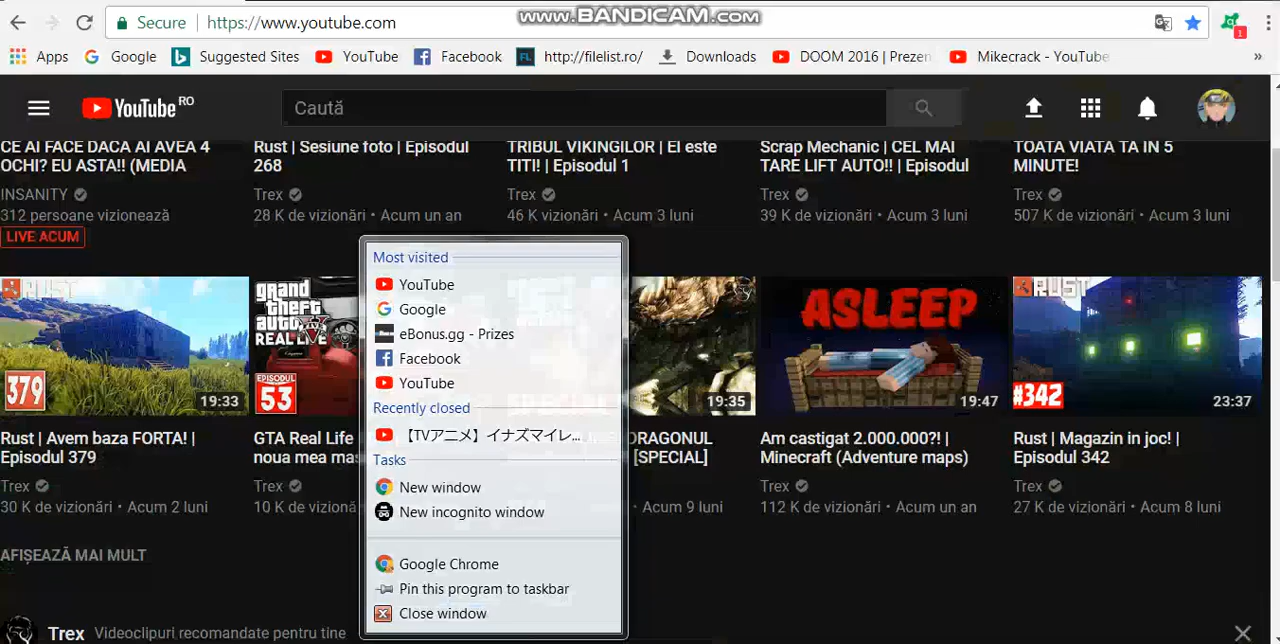 Secure
https://www.youtube.com
www.BANDICAM.com
1
Apps
Google
Suggested Sites
YouTube
Facebook
FL
http://filelist.ro/
Downloads
DOOM 2016 | Prezen
Mikecrack - YouTube
»
YouTube RO
Caută
CE AI FACE DACA AI AVEA 4
OCHI? EU ASTA!! (MEDIA
INSANITY
312 persoane vizionează
LIVE ACUM
Rust | Sesiune foto | Episodul
268
Trex
28 K de vizionări • Acum un an
TRIBUL VIKINGILOR | El este
TITI! | Episodul 1
Trex
46 K vizionări • Acum 3 luni
Scrap Mechanic | CEL MAI
TARE LIFT AUTO!! | Episodul
Trex
39 K de vizionări • Acum 3 luni
TOATA VIATA TA IN 5
MINUTE!
Trex
507 K de vizionări • Acum 3 luni
RUST
379
19:33
Rust | Avem baza FORTA! |
Episodul 379
Trex
30 K de vizionări • Acum 2 luni
grand
theft
auto V
REAL LIFE
EPISODUL
53
GTA Real Life
noua mea mas
Trex
10 K de vizionări
Most visited
YouTube
Google
eBonus.gg - Prizes
Facebook
YouTube
Recently closed
【TVアニメ】イナズマイレ...
Tasks
New window
New incognito window
Google Chrome
Pin this program to taskbar
Close window
19:35
DRAGONUL
[SPECIAL]
Acum 9 luni
ASLEEP
19:47
Am castigat 2.000.000?! |
Minecraft (Adventure maps)
Trex
112 K de vizionări • Acum un an
RUST
#342
23:37
Rust | Magazin in joc! |
Episodul 342
Trex
27 K de vizionări • Acum 8 luni
AFIȘEAZĂ MAI MULT
Trex
Videoclipuri recomandate pentru tine